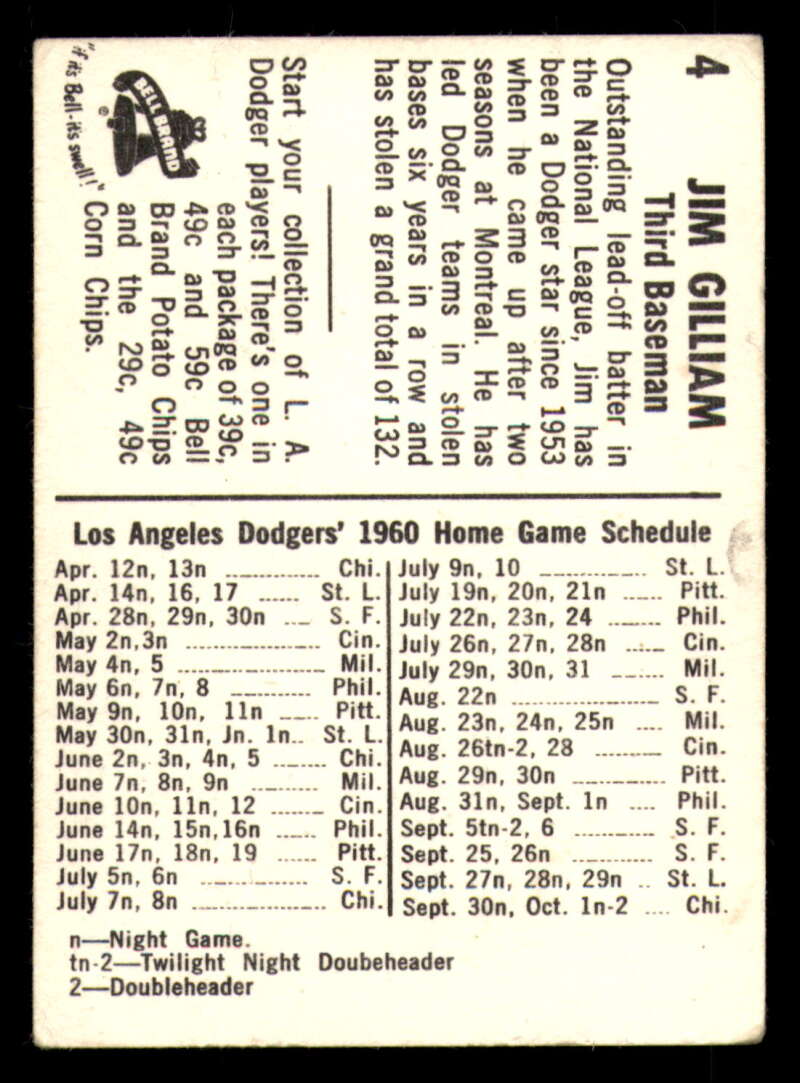 4 JIM GILLIAM
Third Baseman
Outstanding lead-off batter in
the National League, Jim has
been a Dodger star since 1953
when he came up after two
seasons at Montreal. He has
led Dodger teams in stolen
bases six years in a row and
has stolen a grand total of 132.
Start your collection of L. A.
Dodger players! There's one in
each package of 39c,
49c and 59c Bell
Brand Potato Chips
and the 29c, 49c
Corn Chips.
BELL BRAND
®
"if it's Bell-it's swell!"
Los Angeles Dodgers' 1960 Home Game Schedule
Apr. 12n, 13n ............. Chi.
Apr. 14n, 16, 17 ...... St. L.
Apr. 28n, 29n, 30n .... S. F.
May 2n,3n .................. Cin.
May 4n, 5 .................... Mil.
May 6n, 7n, 8 ........... Phil.
May 9n, 10n, 11n ..... Pitt.
May 30n, 31n, Jn. 1n.. St. L.
June 2n, 3n, 4n, 5 ....... Chi.
June 7n, 8n, 9n ......... Mil.
June 10n, 11n, 12 ....... Cin.
June 14n, 15n,16n ..... Phil.
June 17n, 18n, 19 ...... Pitt.
July 5n, 6n ............... S. F.
July 7n, 8n .................. Chi.
July 9n, 10 ............... St. L.
July 19n, 20n, 21n ..... Pitt.
July 22n, 23n, 24 ....... Phil.
July 26n, 27n, 28n ..... Cin.
July 29n, 30n, 31 ....... Mil.
Aug. 22n .................... S. F.
Aug. 23n, 24n, 25n .... Mil.
Aug. 26tn-2, 28 ......... Cin.
Aug. 29n, 30n ............. Pitt.
Aug. 31n, Sept. 1n .... Phil.
Sept. 5tn-2, 6 ........... S. F.
Sept. 25, 26n ........... S. F.
Sept. 27n, 28n, 29n .. St. L.
Sept. 30n, Oct. 1n-2 .... Chi.
n—Night Game.
tn-2—Twilight Night Doubeheader
2—Doubleheader